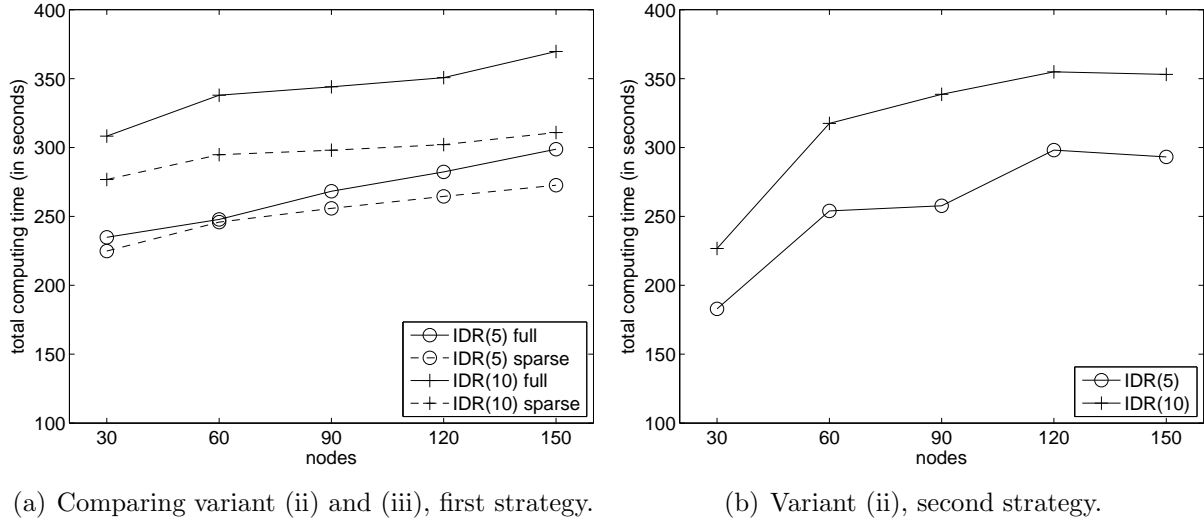 400
350
300
250
200
150
100
total computing time (in seconds)
30 60 90 120 150
nodes
IDR(5) full
IDR(5) sparse
IDR(10) full
IDR(10) sparse
(a) Comparing variant (ii) and (iii), first strategy.
400
350
300
250
200
150
100
total computing time (in seconds)
30 60 90 120 150
nodes
IDR(5)
IDR(10)
(b) Variant (ii), second strategy.